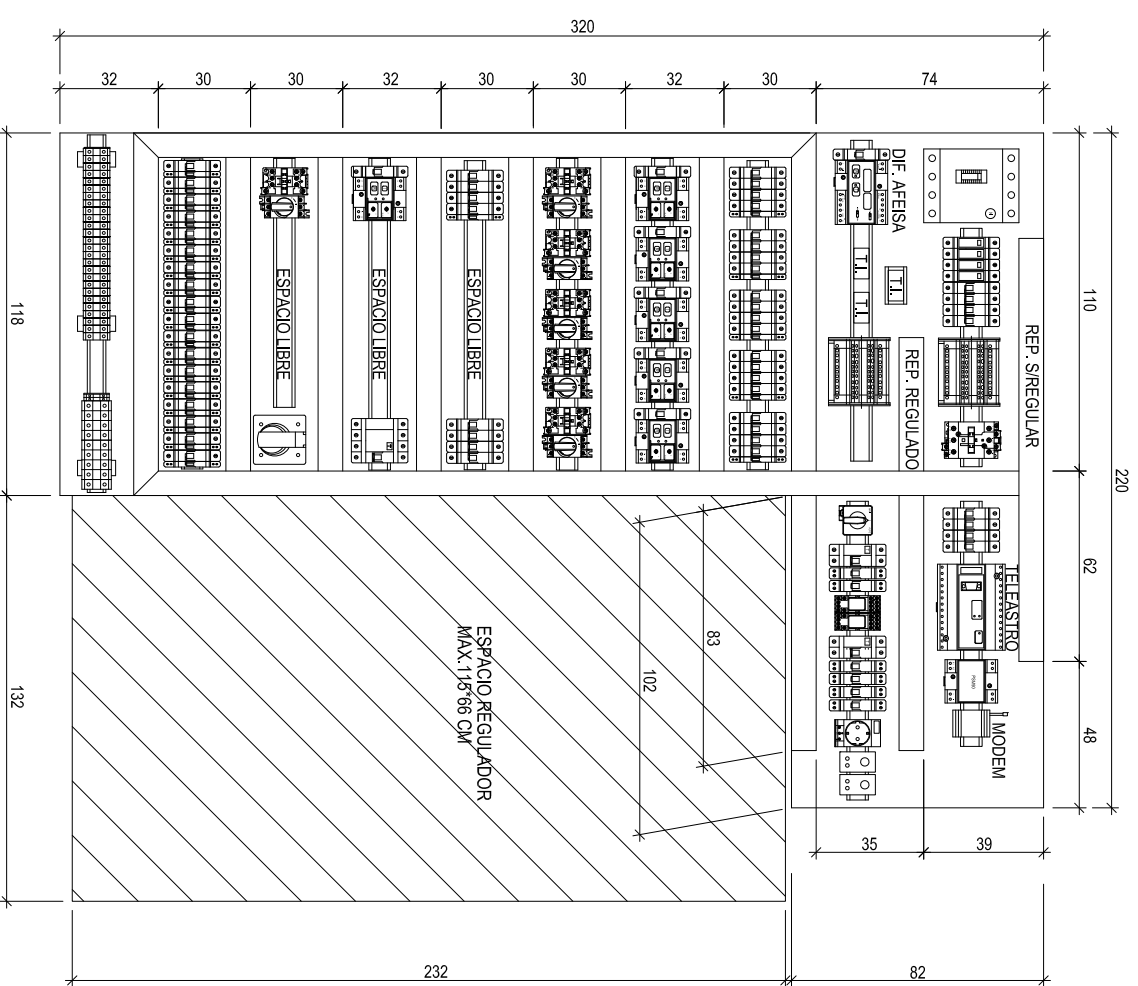 320
32
30
30
32
30
30
32
30
74
110
220
62
48
118
132
DIF. AFEISA
T.I.
T.I.
T.I.
REP. S/REGULAR
REP. REGULADO
ESPACIO LIBRE
ESPACIO LIBRE
ESPACIO LIBRE
TELEASTRO
MODEM
ESPACIO REGULADOR
MAX.115*66 CM
83
102
35
39
232
82